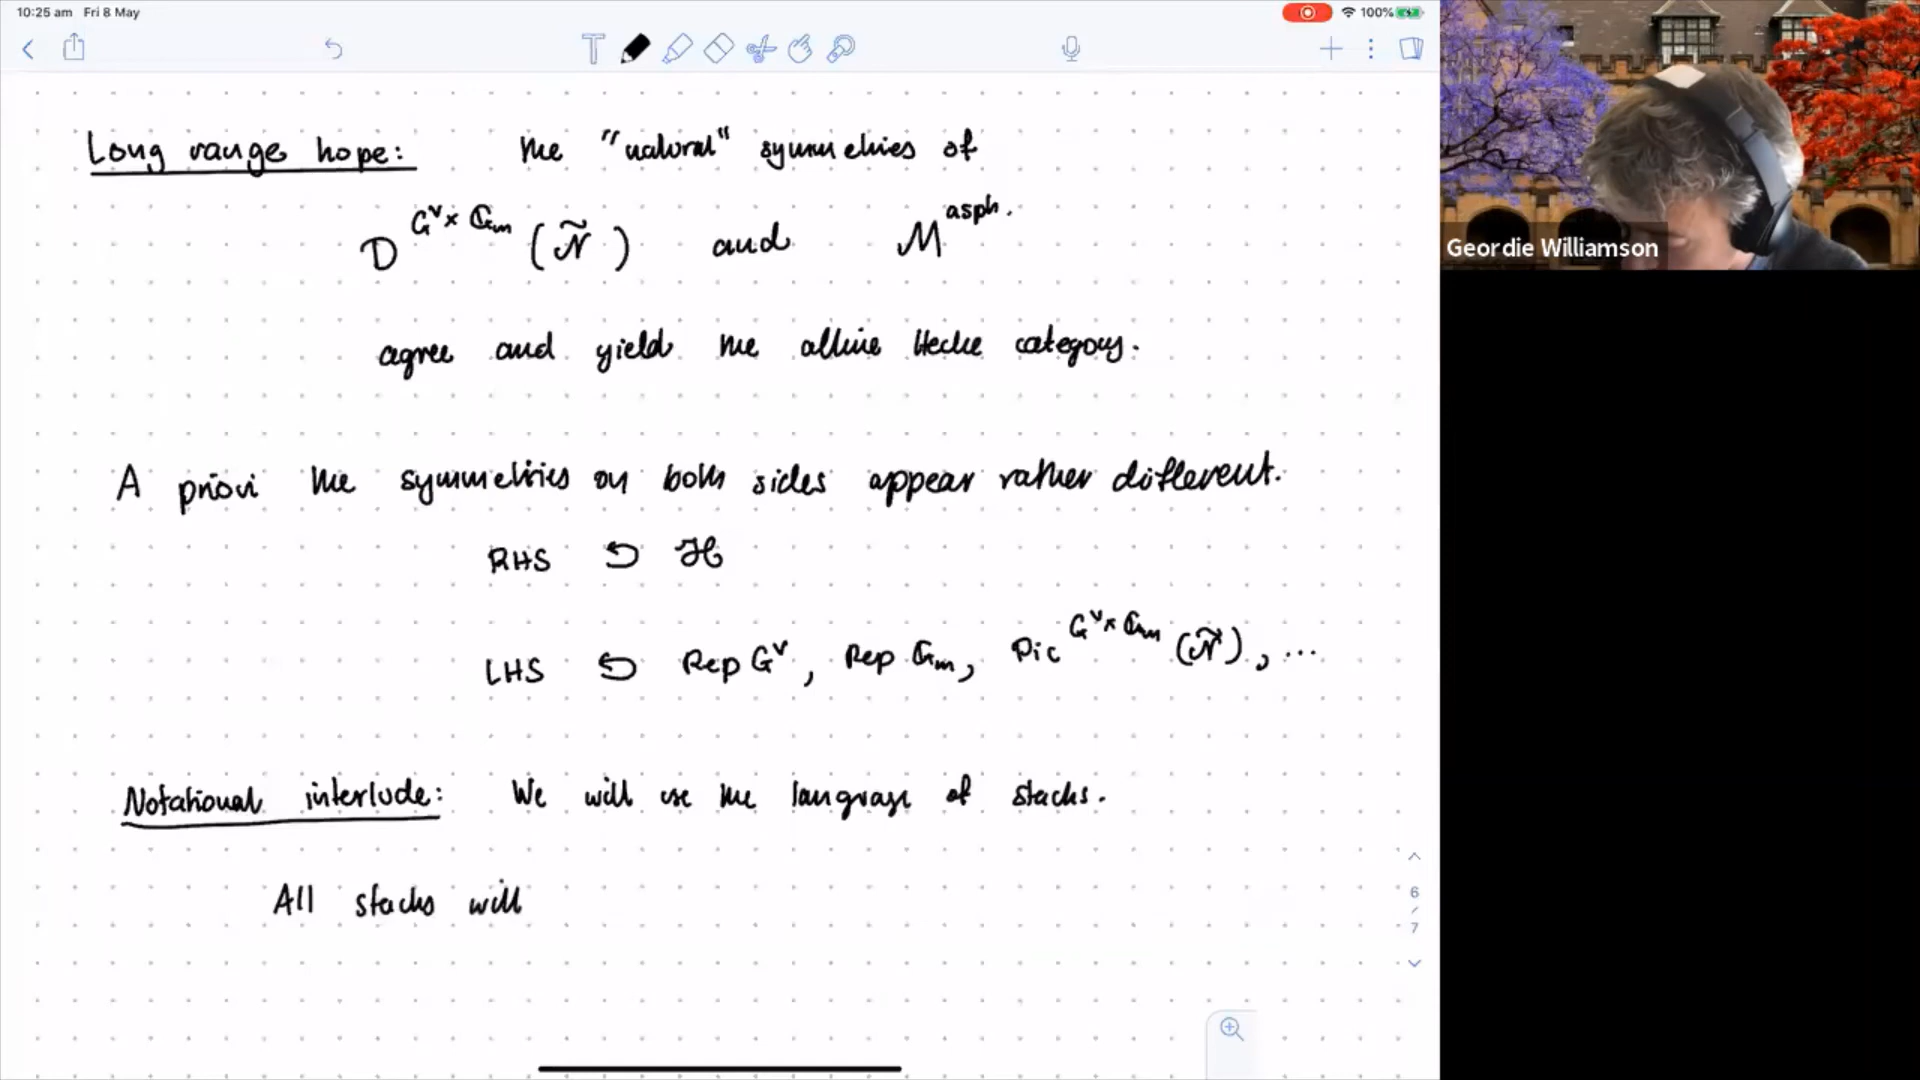 10:25 am Fri 8 May
100%
Long range hope: the "natural" symmetries of
D^{G^∨ × 𝔾_m} (Ñ) and M^{asph.}
agree and yield the affine Hecke category.
A priori the symmetries on both sides appear rather different.
RHS ↺ ℋ
LHS ↺ Rep G^∨, Rep 𝔾_m, Pic^{G^∨ × 𝔾_m} (Ñ), ...
Notational interlude: We will use the language of stacks.
All stacks will
6
/
7
Geordie Williamson